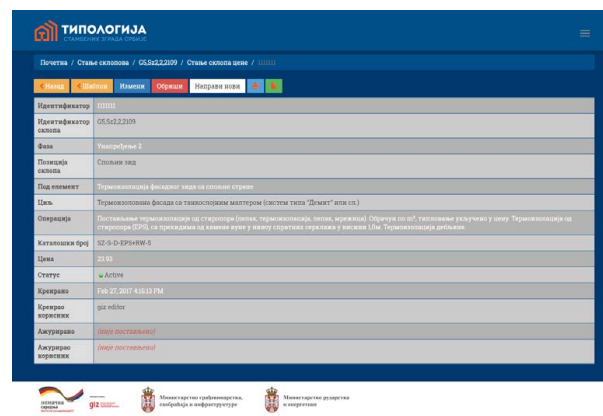 ТИПОЛОГИЈА
СТАМБЕНИХ ЗГРАДА СРБИЈЕ
Почетна / Стање склопова / G5,Sz2,2,2109 / Стање склопа цене / 1111111
Назад Шаблон Измени Обриши Направи нови
Идентификатор 1111111
Идентификатор G5,Sz2,2,2109
склопа
Фаза Унапређење 2
Позиција Спољни зид
склопа
Под елемент Термоизолација фасадног зида са спољне стране
Циљ Термоизолована фасада са танкослојним малтером (систем типа "Демит" или сл.)
Операција Постављање термоизолације од стиропора (лепак, термоизолација, лепак, мрежица). Обрачун по m², типловање укључено у цену. Термоизолација од
стиропора (EPS), са прекидима од камене вуне у нивоу спратних серклажа у висини 1,0м. Термоизолација дебљине.
Каталошки број SZ-S-D-EPS+RW-5
Цена 23.93
Статус Active
Креирано Feb 27, 2017 4:16:13 PM
Креирао giz editor
корисник
Ажурирано (није постављено)
Ажурирао (није постављено)
корисник
немачка
сарадња
giz
Министарство грађевинарства,
саобраћаја и инфраструктуре
Министарство рударства
и енергетике